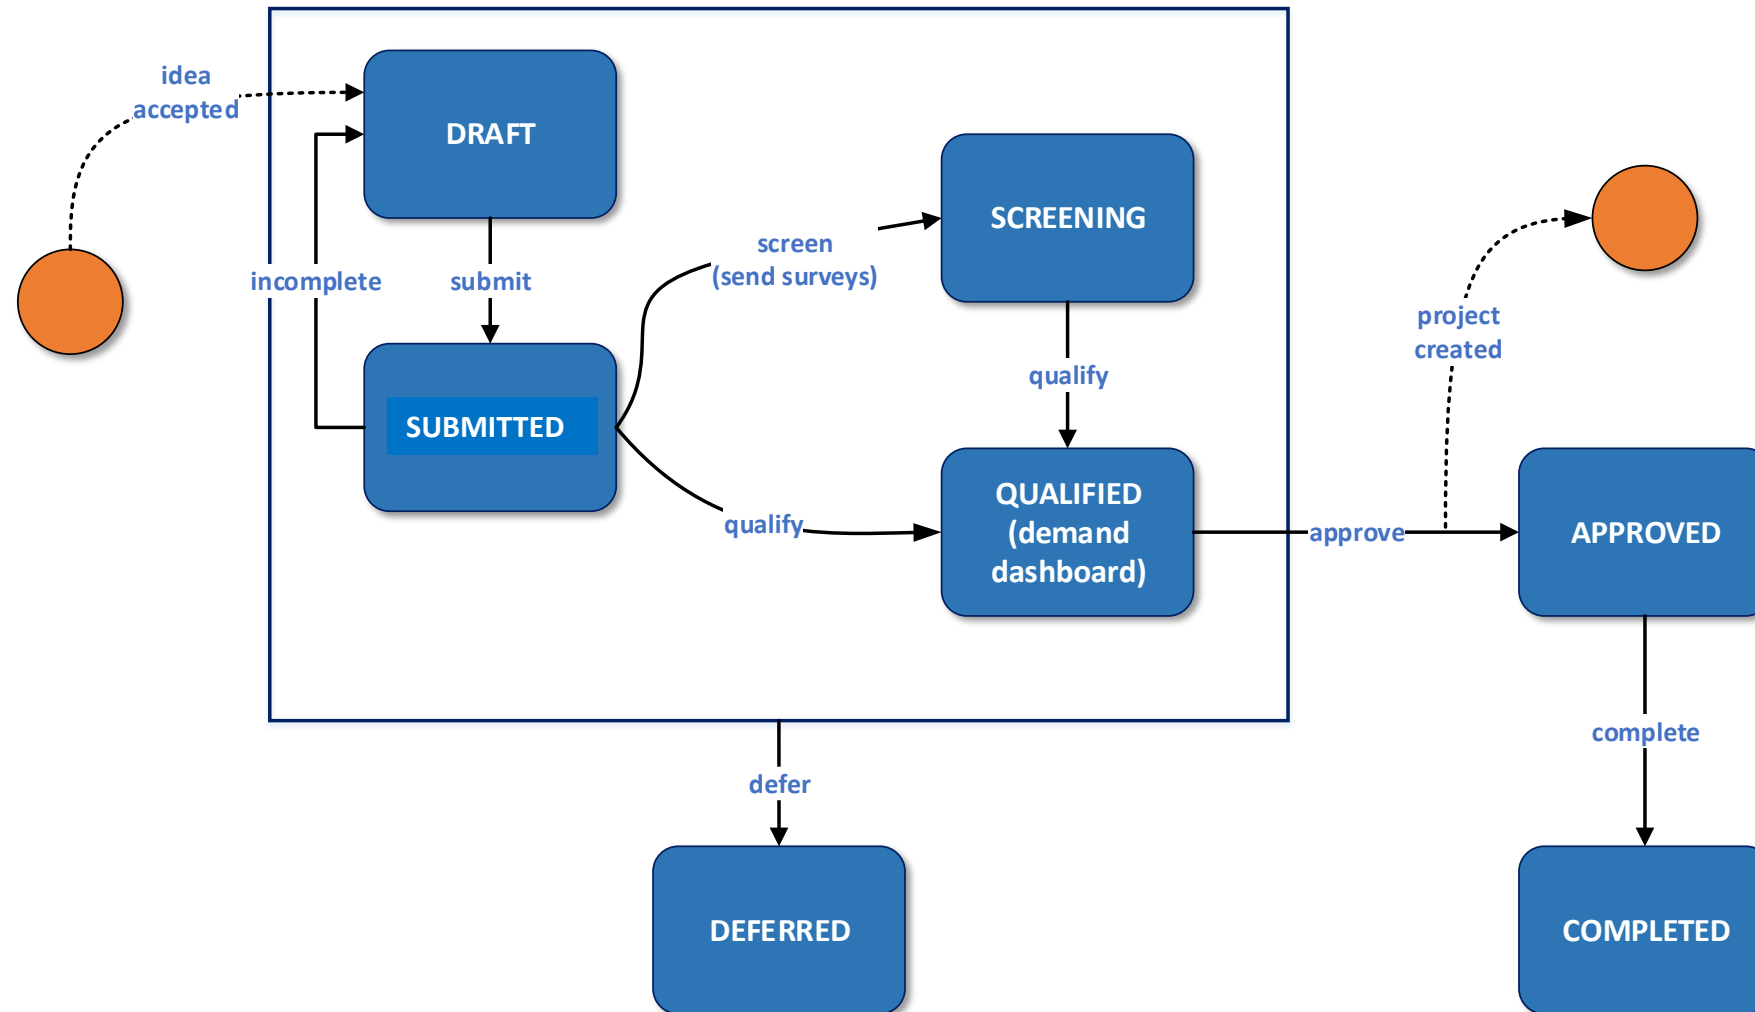 idea
accepted
DRAFT
incomplete
submit
SUBMITTED
screen
(send surveys)
SCREENING
qualify
qualify
QUALIFIED
(demand
dashboard)
approve
project
created
APPROVED
defer
complete
DEFERRED
COMPLETED